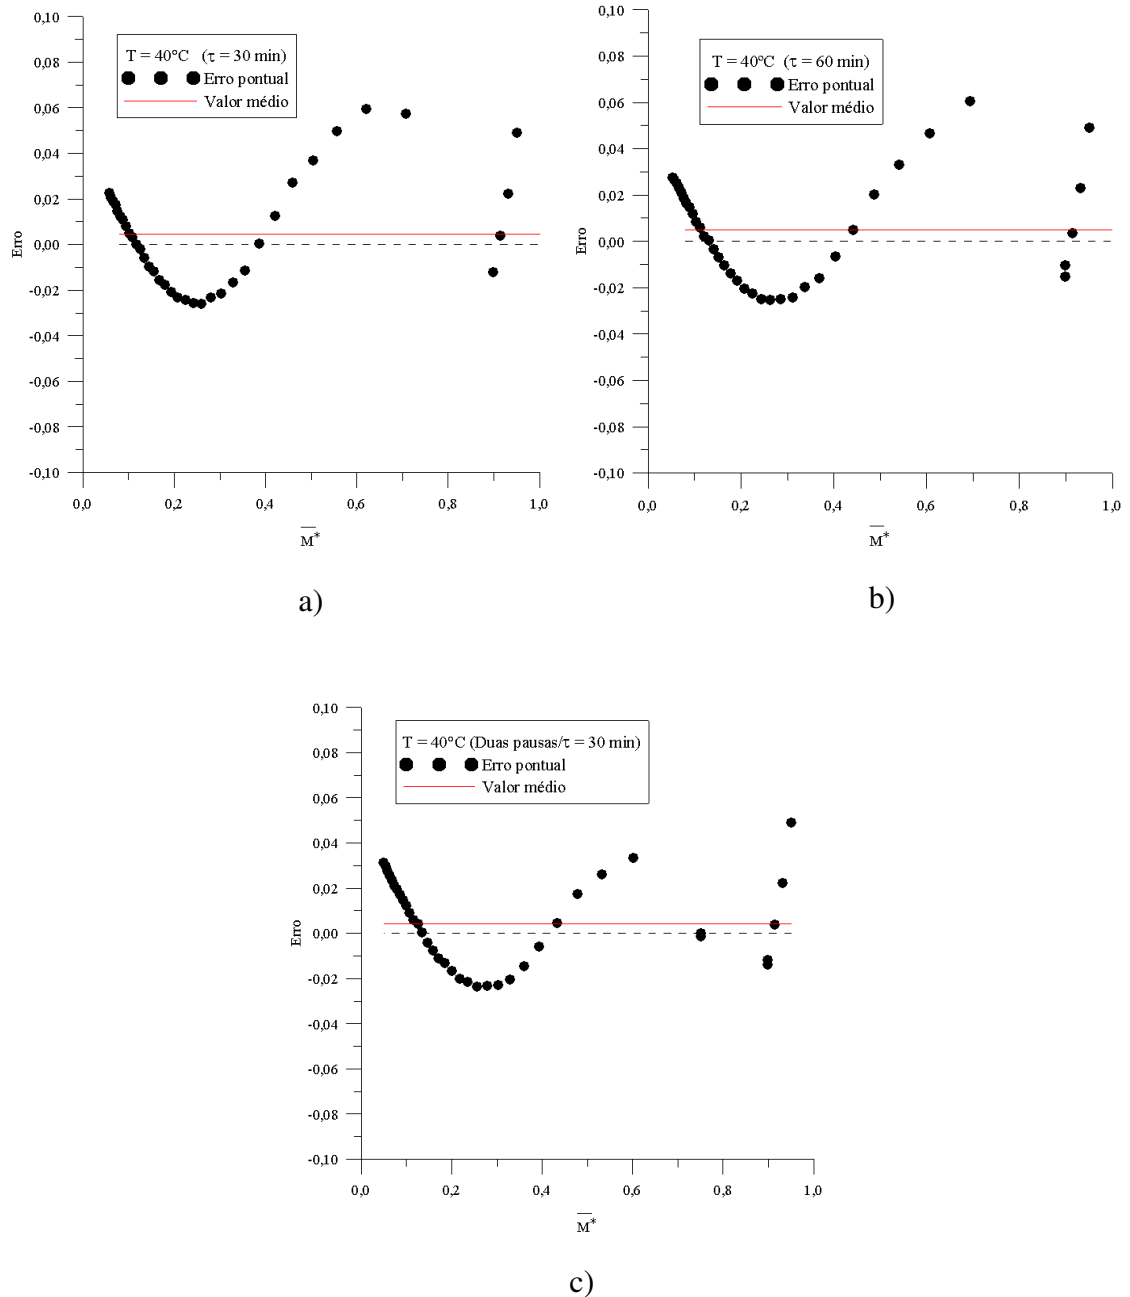 0,10
0,08
0,06
0,04
0,02
0,00
-0,02
-0,04
-0,06
-0,08
-0,10
Erro
T = 40°C (τ = 30 min)
Erro pontual
Valor médio
0,0 0,2 0,4 0,6 0,8 1,0
M*
a)
0,10
0,08
0,06
0,04
0,02
0,00
-0,02
-0,04
-0,06
-0,08
-0,10
Erro
T = 40°C (τ = 60 min)
Erro pontual
Valor médio
0,0 0,2 0,4 0,6 0,8 1,0
M*
b)
0,10
0,08
0,06
0,04
0,02
0,00
-0,02
-0,04
-0,06
-0,08
-0,10
Erro
T = 40°C (Duas pausas/τ = 30 min)
Erro pontual
Valor médio
0,0 0,2 0,4 0,6 0,8 1,0
M*
c)